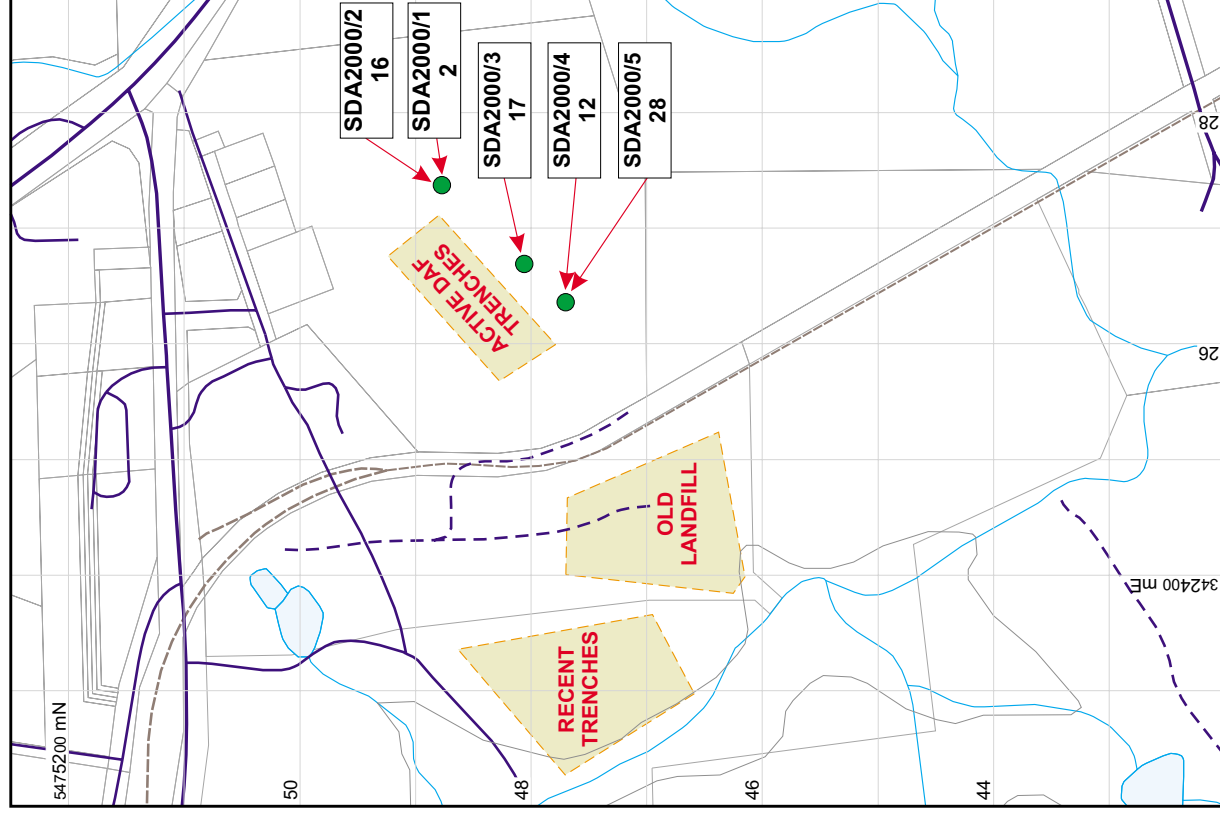 SDA2000/2
16
SDA2000/1
2
SDA2000/3
17
SDA2000/4
12
SDA2000/5
28
ACTIVE DAF
TRENCHES
OLD
LANDFILL
RECENT
TRENCHES
5475200 mN
50
48
46
44
28
26
342400 mE